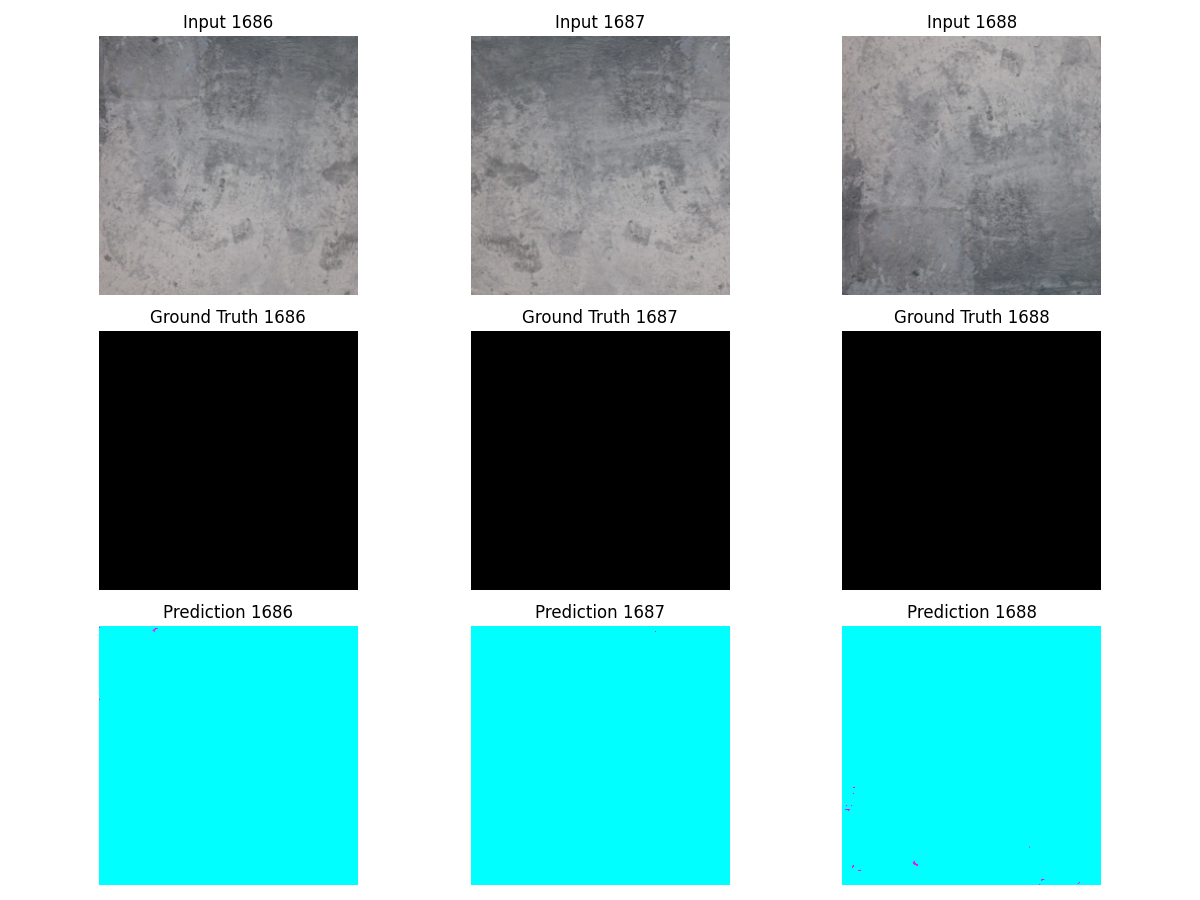 Input 1686
Input 1687
Input 1688
Ground Truth 1686
Ground Truth 1687
Ground Truth 1688
Prediction 1686
Prediction 1687
Prediction 1688